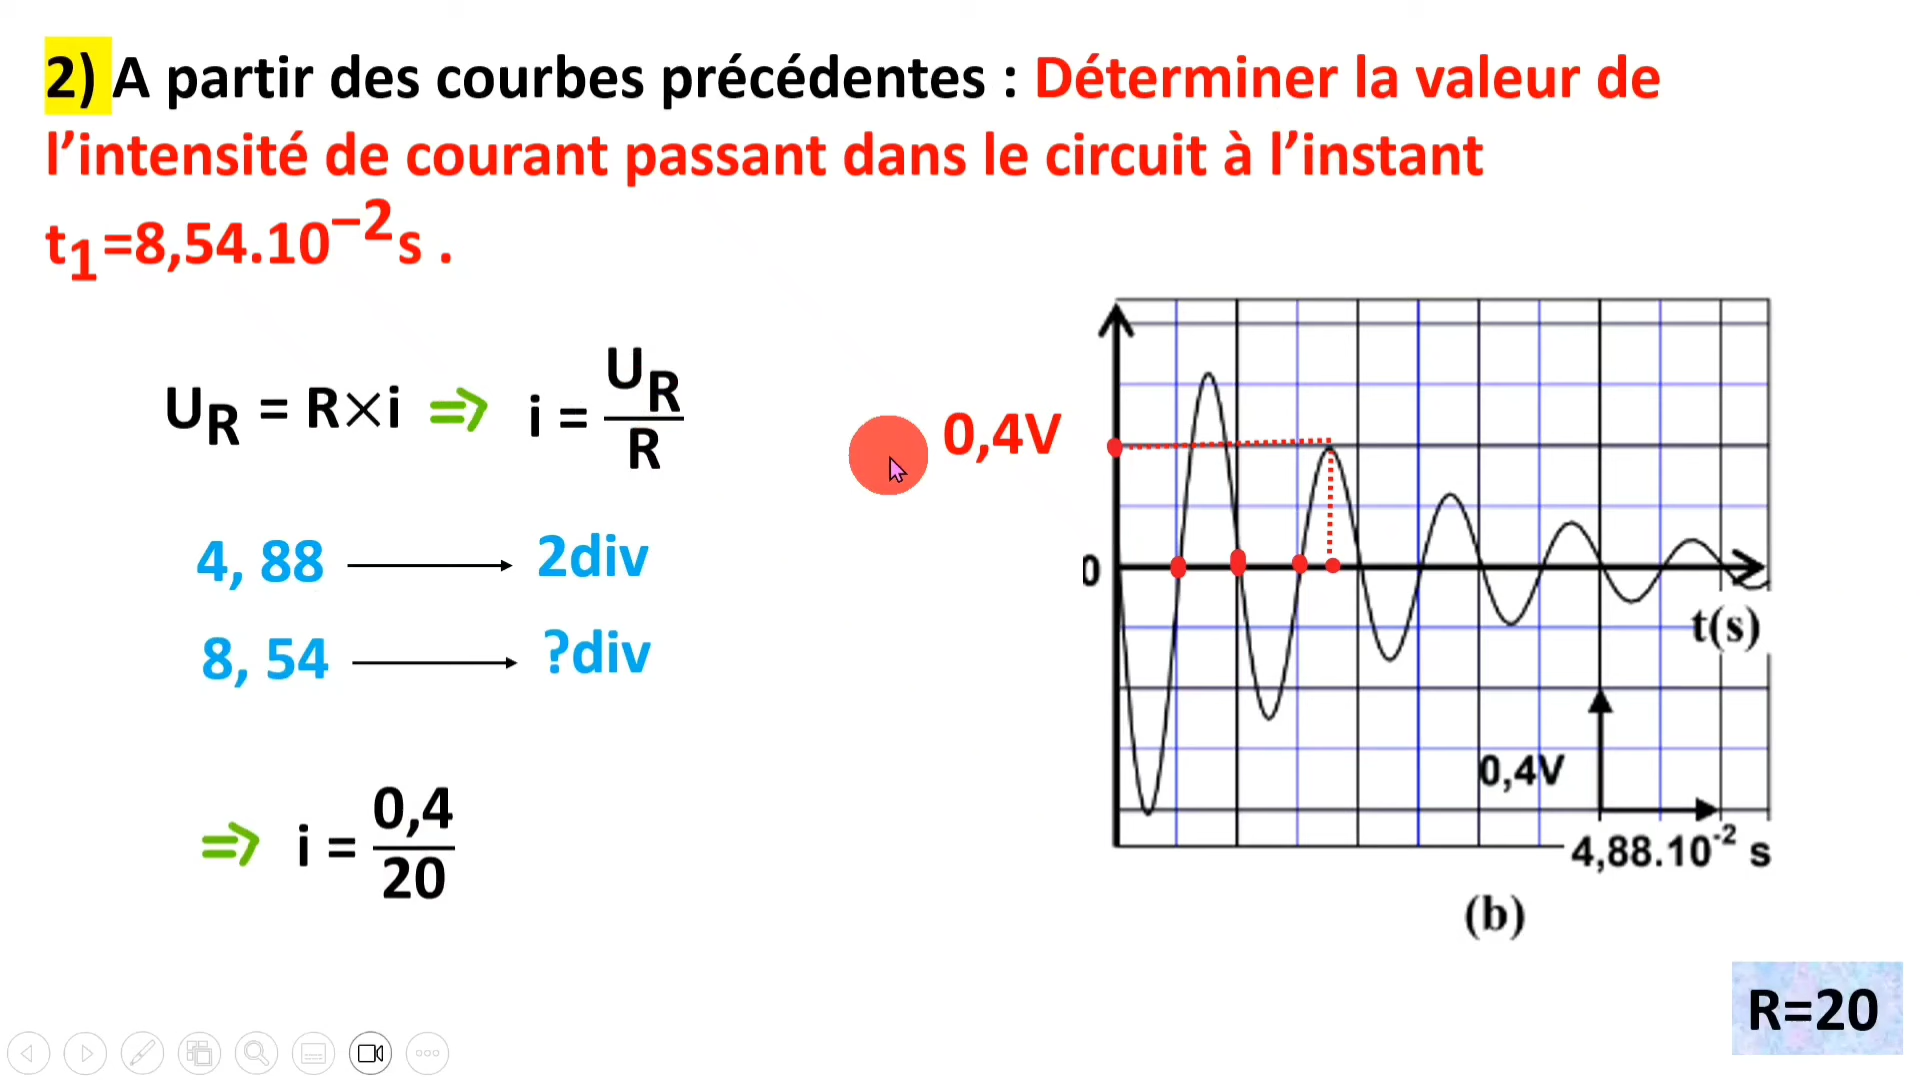 2) A partir des courbes précédentes : Déterminer la valeur de
l’intensité de courant passant dans le circuit à l’instant
t₁=8,54.10⁻²s .
U_R = R×i ⇒ i = U_R/R
4, 88 → 2div
8, 54 → ?div
⇒ i = 0,4/20
0,4V
0
t(s)
0,4V
4,88.10⁻² s
(b)
R=20